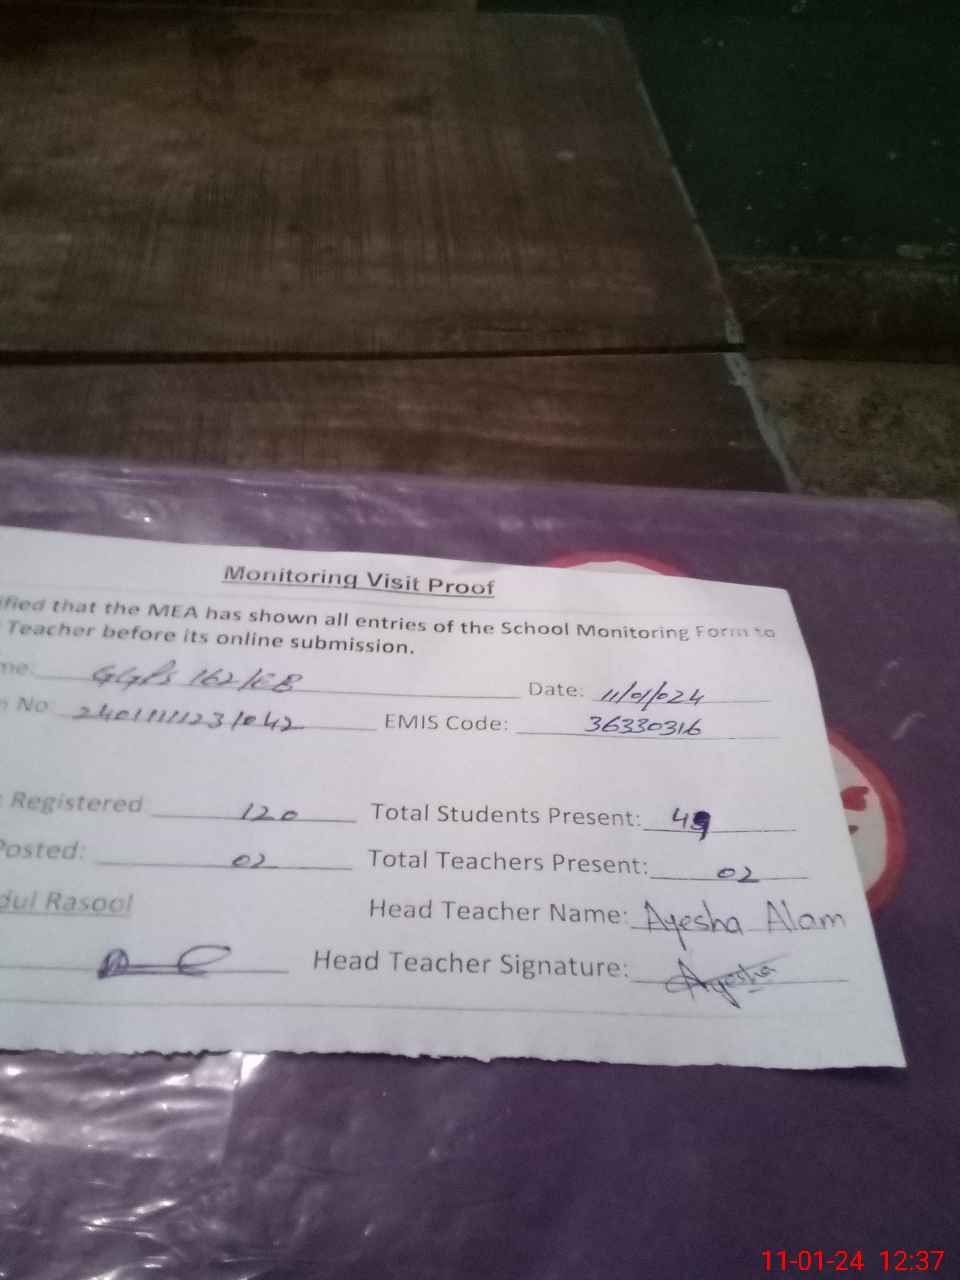 Monitoring Visit Proof
ified that the MEA has shown all entries of the School Monitoring Form to
Teacher before its online submission.
me: GGPS 162/EB Date: 11/01/024
No 2401111123/042 EMIS Code: 36330316
Registered 120 Total Students Present: 49
Posted: 02 Total Teachers Present: 02
dul Rasool Head Teacher Name: Ayesha Alam
Head Teacher Signature: Ayesha
11-01-24 12:37